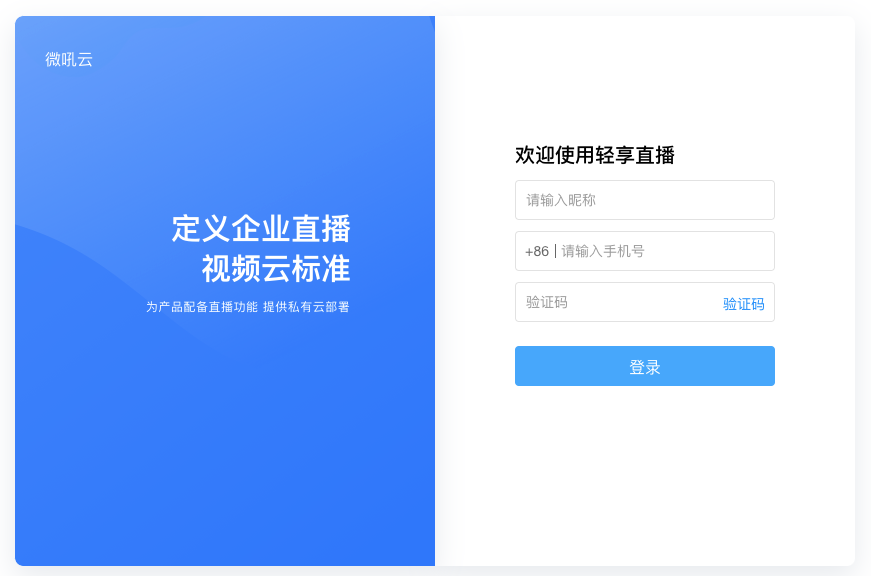 微吼云
定义企业直播
视频云标准
为产品配备直播功能 提供私有云部署
欢迎使用轻享直播
请输入昵称
+86 | 请输入手机号
验证码 验证码
登录